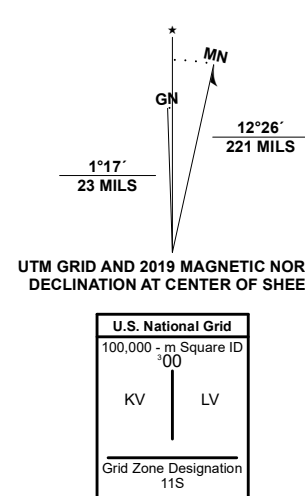 ★
MN
GN
12°26´
221 MILS
1°17´
23 MILS
UTM GRID AND 2019 MAGNETIC NOR
DECLINATION AT CENTER OF SHEE
U.S. National Grid
100,000 - m Square ID
³00
KV LV
Grid Zone Designation
11S